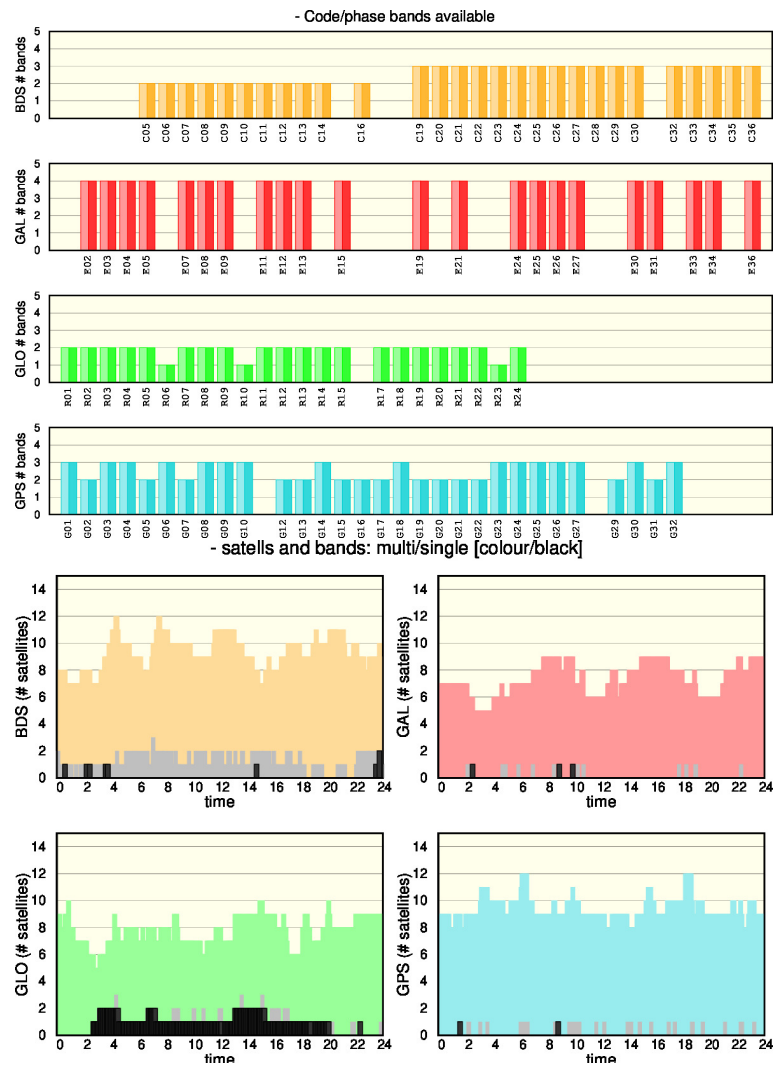 - Code/phase bands available
BDS # bands
5
4
3
2
1
0
C05 C06 C07 C08 C09 C10 C11 C12 C13 C14 C16 C19 C20 C21 C22 C23 C24 C25 C26 C27 C28 C29 C30 C32 C33 C34 C35 C36
GAL # bands
5
4
3
2
1
0
E02 E03 E04 E05 E07 E08 E09 E11 E12 E13 E15 E19 E21 E24 E25 E26 E27 E30 E31 E33 E34 E36
GLO # bands
5
4
3
2
1
0
R01 R02 R03 R04 R05 R06 R07 R08 R09 R10 R11 R12 R13 R14 R15 R17 R18 R19 R20 R21 R22 R23 R24
GPS # bands
5
4
3
2
1
0
G01 G02 G03 G04 G05 G06 G07 G08 G09 G10 G12 G13 G14 G15 G16 G17 G18 G19 G20 G21 G22 G23 G24 G25 G26 G27 G29 G30 G31 G32
- satells and bands: multi/single [colour/black]
BDS (# satellites)
14
12
10
8
6
4
2
0
0 2 4 6 8 10 12 14 16 18 20 22 24
time
GAL (# satellites)
14
12
10
8
6
4
2
0
0 2 4 6 8 10 12 14 16 18 20 22 24
time
GLO (# satellites)
14
12
10
8
6
4
2
0
0 2 4 6 8 10 12 14 16 18 20 22 24
time
GPS (# satellites)
14
12
10
8
6
4
2
0
0 2 4 6 8 10 12 14 16 18 20 22 24
time